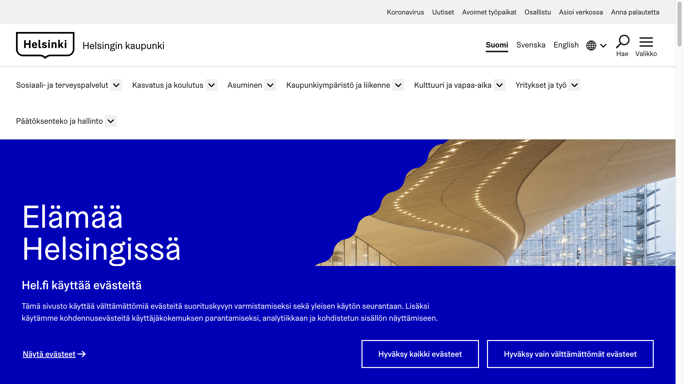 Koronavirus Uutiset Avoimet työpaikat Osallistu Asioi verkossa Anna palautetta
Helsinki Helsingin kaupunki Suomi Svenska English Hae Valikko
Sosiaali- ja terveyspalvelut Kasvatus ja koulutus Asuminen Kaupunkiympäristö ja liikenne Kulttuuri ja vapaa-aika Yritykset ja työ
Päätöksenteko ja hallinto
Elämää
Helsingissä
Hel.fi käyttää evästeitä
Tämä sivusto käyttää välttämättömiä evästeitä suorituskyvyn varmistamiseksi sekä yleisen käytön seurantaan. Lisäksi
käytämme kohdennusevästeitä käyttäjäkokemuksen parantamiseksi, analytiikkaan ja kohdistetun sisällön näyttämiseen.
Näytä evästeet Hyväksy kaikki evästeet Hyväksy vain välttämättömät evästeet